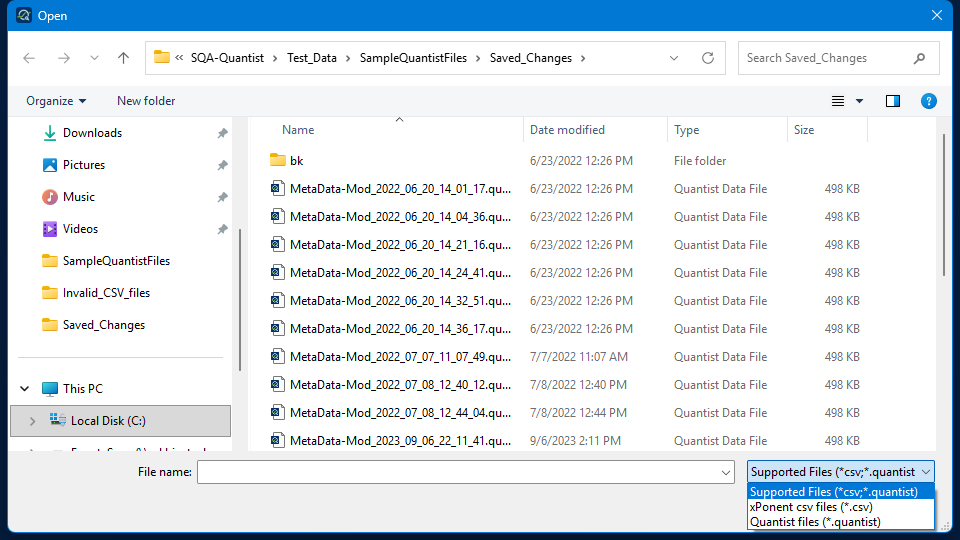 Open
« SQA-Quantist › Test_Data › SampleQuantistFiles › Saved_Changes ›
Search Saved_Changes
Organize
New folder
?
Downloads
Pictures
Music
Videos
SampleQuantistFiles
Invalid_CSV_files
Saved_Changes
This PC
Local Disk (C:)
Name Date modified Type Size
bk 6/23/2022 12:26 PM File folder
MetaData-Mod_2022_06_20_14_01_17.qu... 6/23/2022 12:26 PM Quantist Data File 498 KB
MetaData-Mod_2022_06_20_14_04_36.qu... 6/23/2022 12:26 PM Quantist Data File 498 KB
MetaData-Mod_2022_06_20_14_21_16.qu... 6/23/2022 12:26 PM Quantist Data File 498 KB
MetaData-Mod_2022_06_20_14_24_41.qu... 6/23/2022 12:26 PM Quantist Data File 498 KB
MetaData-Mod_2022_06_20_14_32_51.qu... 6/23/2022 12:26 PM Quantist Data File 498 KB
MetaData-Mod_2022_06_20_14_36_17.qu... 6/23/2022 12:26 PM Quantist Data File 498 KB
MetaData-Mod_2022_07_07_11_07_49.qu... 7/7/2022 11:07 AM Quantist Data File 498 KB
MetaData-Mod_2022_07_08_12_40_12.qu... 7/8/2022 12:40 PM Quantist Data File 498 KB
MetaData-Mod_2022_07_08_12_44_04.qu... 7/8/2022 12:44 PM Quantist Data File 498 KB
MetaData-Mod_2023_09_06_22_11_41.qu... 9/6/2023 2:11 PM Quantist Data File 498 KB
File name:
Supported Files (*csv;*.quantist
Supported Files (*csv;*.quantist)
xPonent csv files (*.csv)
Quantist files (*.quantist)